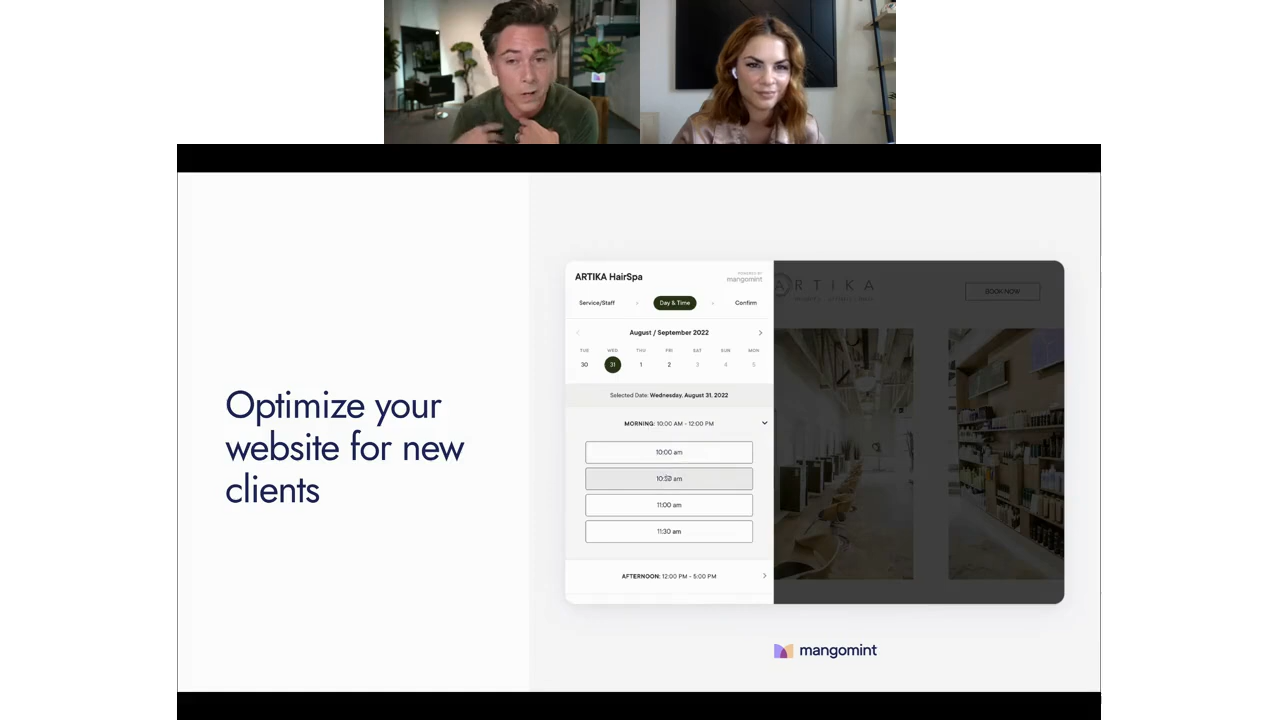 Optimize your
website for new
clients
ARTIKA HairSpa
POWERED BY
mangomint
Service/Staff
Day & Time
Confirm
August / September 2022
TUE WED THU FRI SAT SUN MON
30 31 1 2 3 4 5
Selected Date: Wednesday, August 31, 2022
MORNING: 10:00 AM - 12:00 PM
10:00 am
10:30 am
11:00 am
11:30 am
AFTERNOON: 12:00 PM - 5:00 PM
ARTIKA
BOOK NOW
mangomint